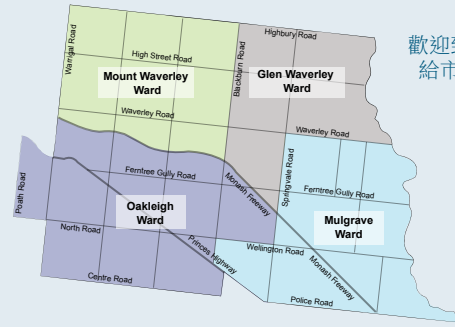 Highbury Road
Warrigal Road
High Street Road
Blackburn Road
歡迎
給市
Mount Waverley
Ward
Glen Waverley
Ward
Waverley Road
Waverley Road
Poath Road
Ferntree Gully Road
Monash Freeway
Springvale Road
Ferntree Gully Road
Oakleigh
Ward
Mulgrave
Ward
North Road
Princes Highway
Wellington Road
Monash Freeway
Centre Road
Police Road